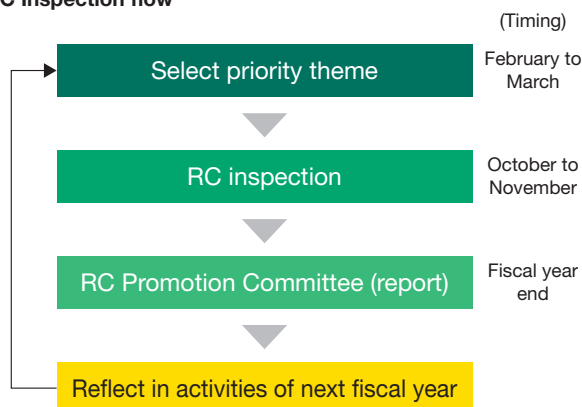 C inspection flow
(Timing)
Select priority theme
February to
March
RC inspection
October to
November
RC Promotion Committee (report)
Fiscal year
end
Reflect in activities of next fiscal year